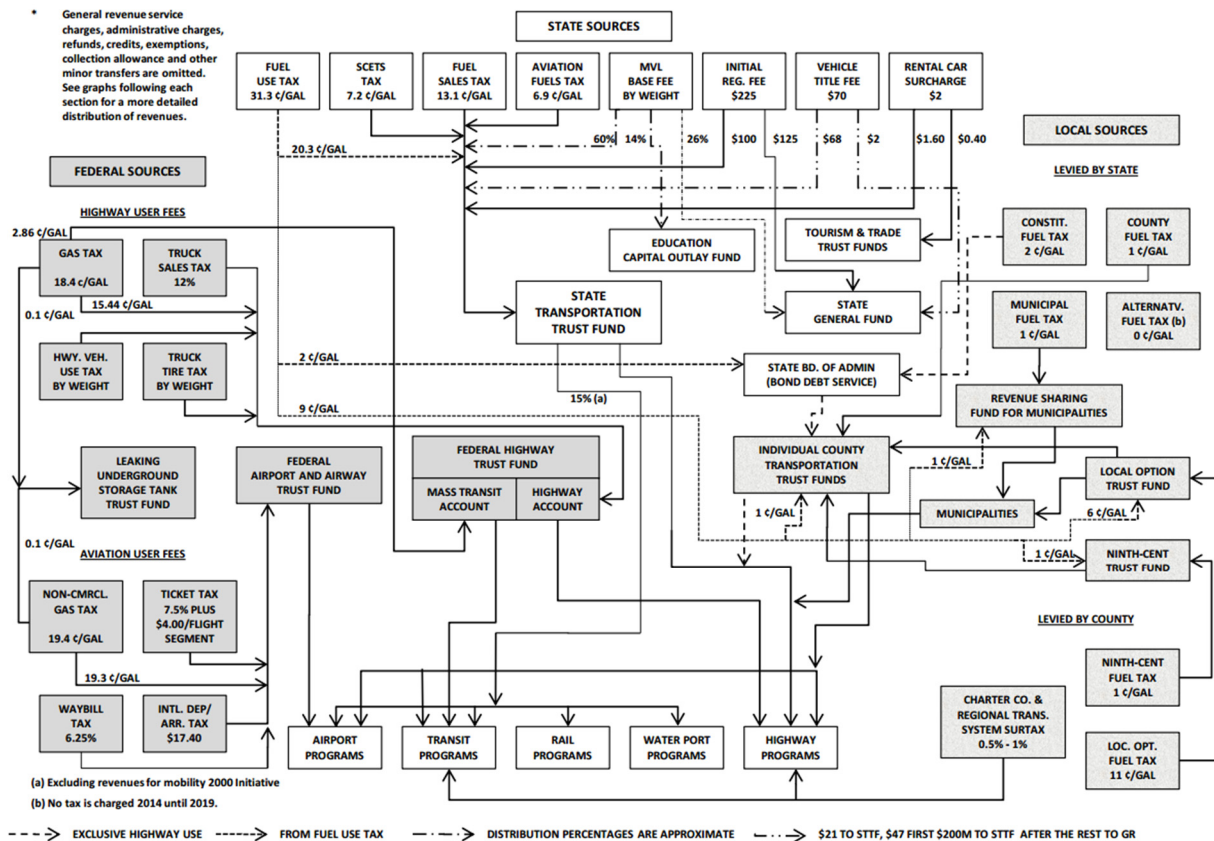 * General revenue service
charges, administrative charges,
refunds, credits, exemptions,
collection allowance and other
minor transfers are omitted.
See graphs following each
section for a more detailed
distribution of revenues.
STATE SOURCES
FUEL
USE TAX
31.3 ¢/GAL
SCETS
TAX
7.2 ¢/GAL
FUEL
SALES TAX
13.1 ¢/GAL
AVIATION
FUELS TAX
6.9 ¢/GAL
MVL
BASE FEE
BY WEIGHT
INITIAL
REG. FEE
$225
VEHICLE
TITLE FEE
$70
RENTAL CAR
SURCHARGE
$2
20.3 ¢/GAL
60%
14%
26%
$100
$125
$68
$2
$1.60
$0.40
LOCAL SOURCES
LEVIED BY STATE
FEDERAL SOURCES
HIGHWAY USER FEES
2.86 ¢/GAL
GAS TAX
18.4 ¢/GAL
TRUCK
SALES TAX
12%
15.44 ¢/GAL
0.1 ¢/GAL
HWY. VEH.
USE TAX
BY WEIGHT
TRUCK
TIRE TAX
BY WEIGHT
EDUCATION
CAPITAL OUTLAY FUND
TOURISM & TRADE
TRUST FUNDS
STATE
TRANSPORTATION
TRUST FUND
STATE
GENERAL FUND
CONSTIT.
FUEL TAX
2 ¢/GAL
COUNTY
FUEL TAX
1 ¢/GAL
MUNICIPAL
FUEL TAX
1 ¢/GAL
ALTERNATV.
FUEL TAX (b)
0 ¢/GAL
2 ¢/GAL
15% (a)
9 ¢/GAL
STATE BD. OF ADMIN
(BOND DEBT SERVICE)
REVENUE SHARING
FUND FOR MUNICIPALITIES
LEAKING
UNDERGROUND
STORAGE TANK
TRUST FUND
FEDERAL
AIRPORT AND AIRWAY
TRUST FUND
FEDERAL HIGHWAY
TRUST FUND
MASS TRANSIT
ACCOUNT
HIGHWAY
ACCOUNT
INDIVIDUAL COUNTY
TRANSPORTATION
TRUST FUNDS
1 ¢/GAL
LOCAL OPTION
TRUST FUND
MUNICIPALITIES
1 ¢/GAL
6 ¢/GAL
1 ¢/GAL
NINTH-CENT
TRUST FUND
0.1 ¢/GAL
AVIATION USER FEES
NON-CMRCL.
GAS TAX
19.4 ¢/GAL
TICKET TAX
7.5% PLUS
$4.00/FLIGHT
SEGMENT
19.3 ¢/GAL
WAYBILL
TAX
6.25%
INTL. DEP/
ARR. TAX
$17.40
AIRPORT
PROGRAMS
TRANSIT
PROGRAMS
RAIL
PROGRAMS
WATER PORT
PROGRAMS
HIGHWAY
PROGRAMS
LEVIED BY COUNTY
NINTH-CENT
FUEL TAX
1 ¢/GAL
CHARTER CO. &
REGIONAL TRANS.
SYSTEM SURTAX
0.5% - 1%
LOC. OPT.
FUEL TAX
11 ¢/GAL
(a) Excluding revenues for mobility 2000 Initiative
(b) No tax is charged 2014 until 2019.
EXCLUSIVE HIGHWAY USE
FROM FUEL USE TAX
DISTRIBUTION PERCENTAGES ARE APPROXIMATE
$21 TO STTF, $47 FIRST $200M TO STTF AFTER THE REST TO GR